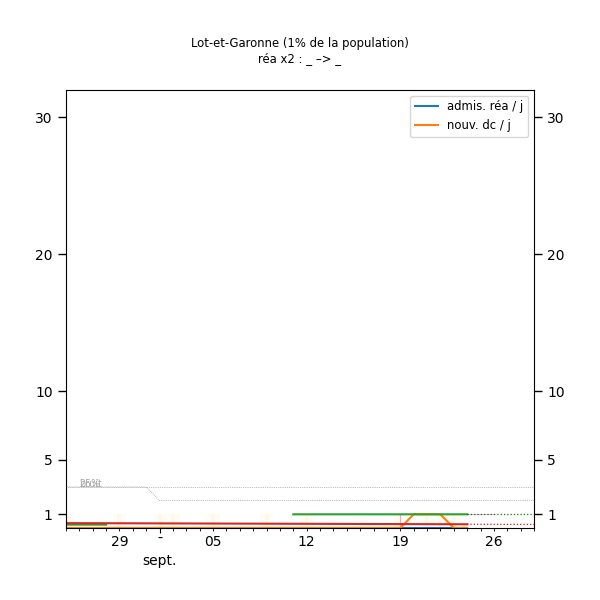 Lot-et-Garonne (1% de la population)
réa x2 : _ –> _
admis. réa / j
nouv. dc / j
30 30
20 20
10 10
5 5
1 1
29 - 05 12 19 26
sept.